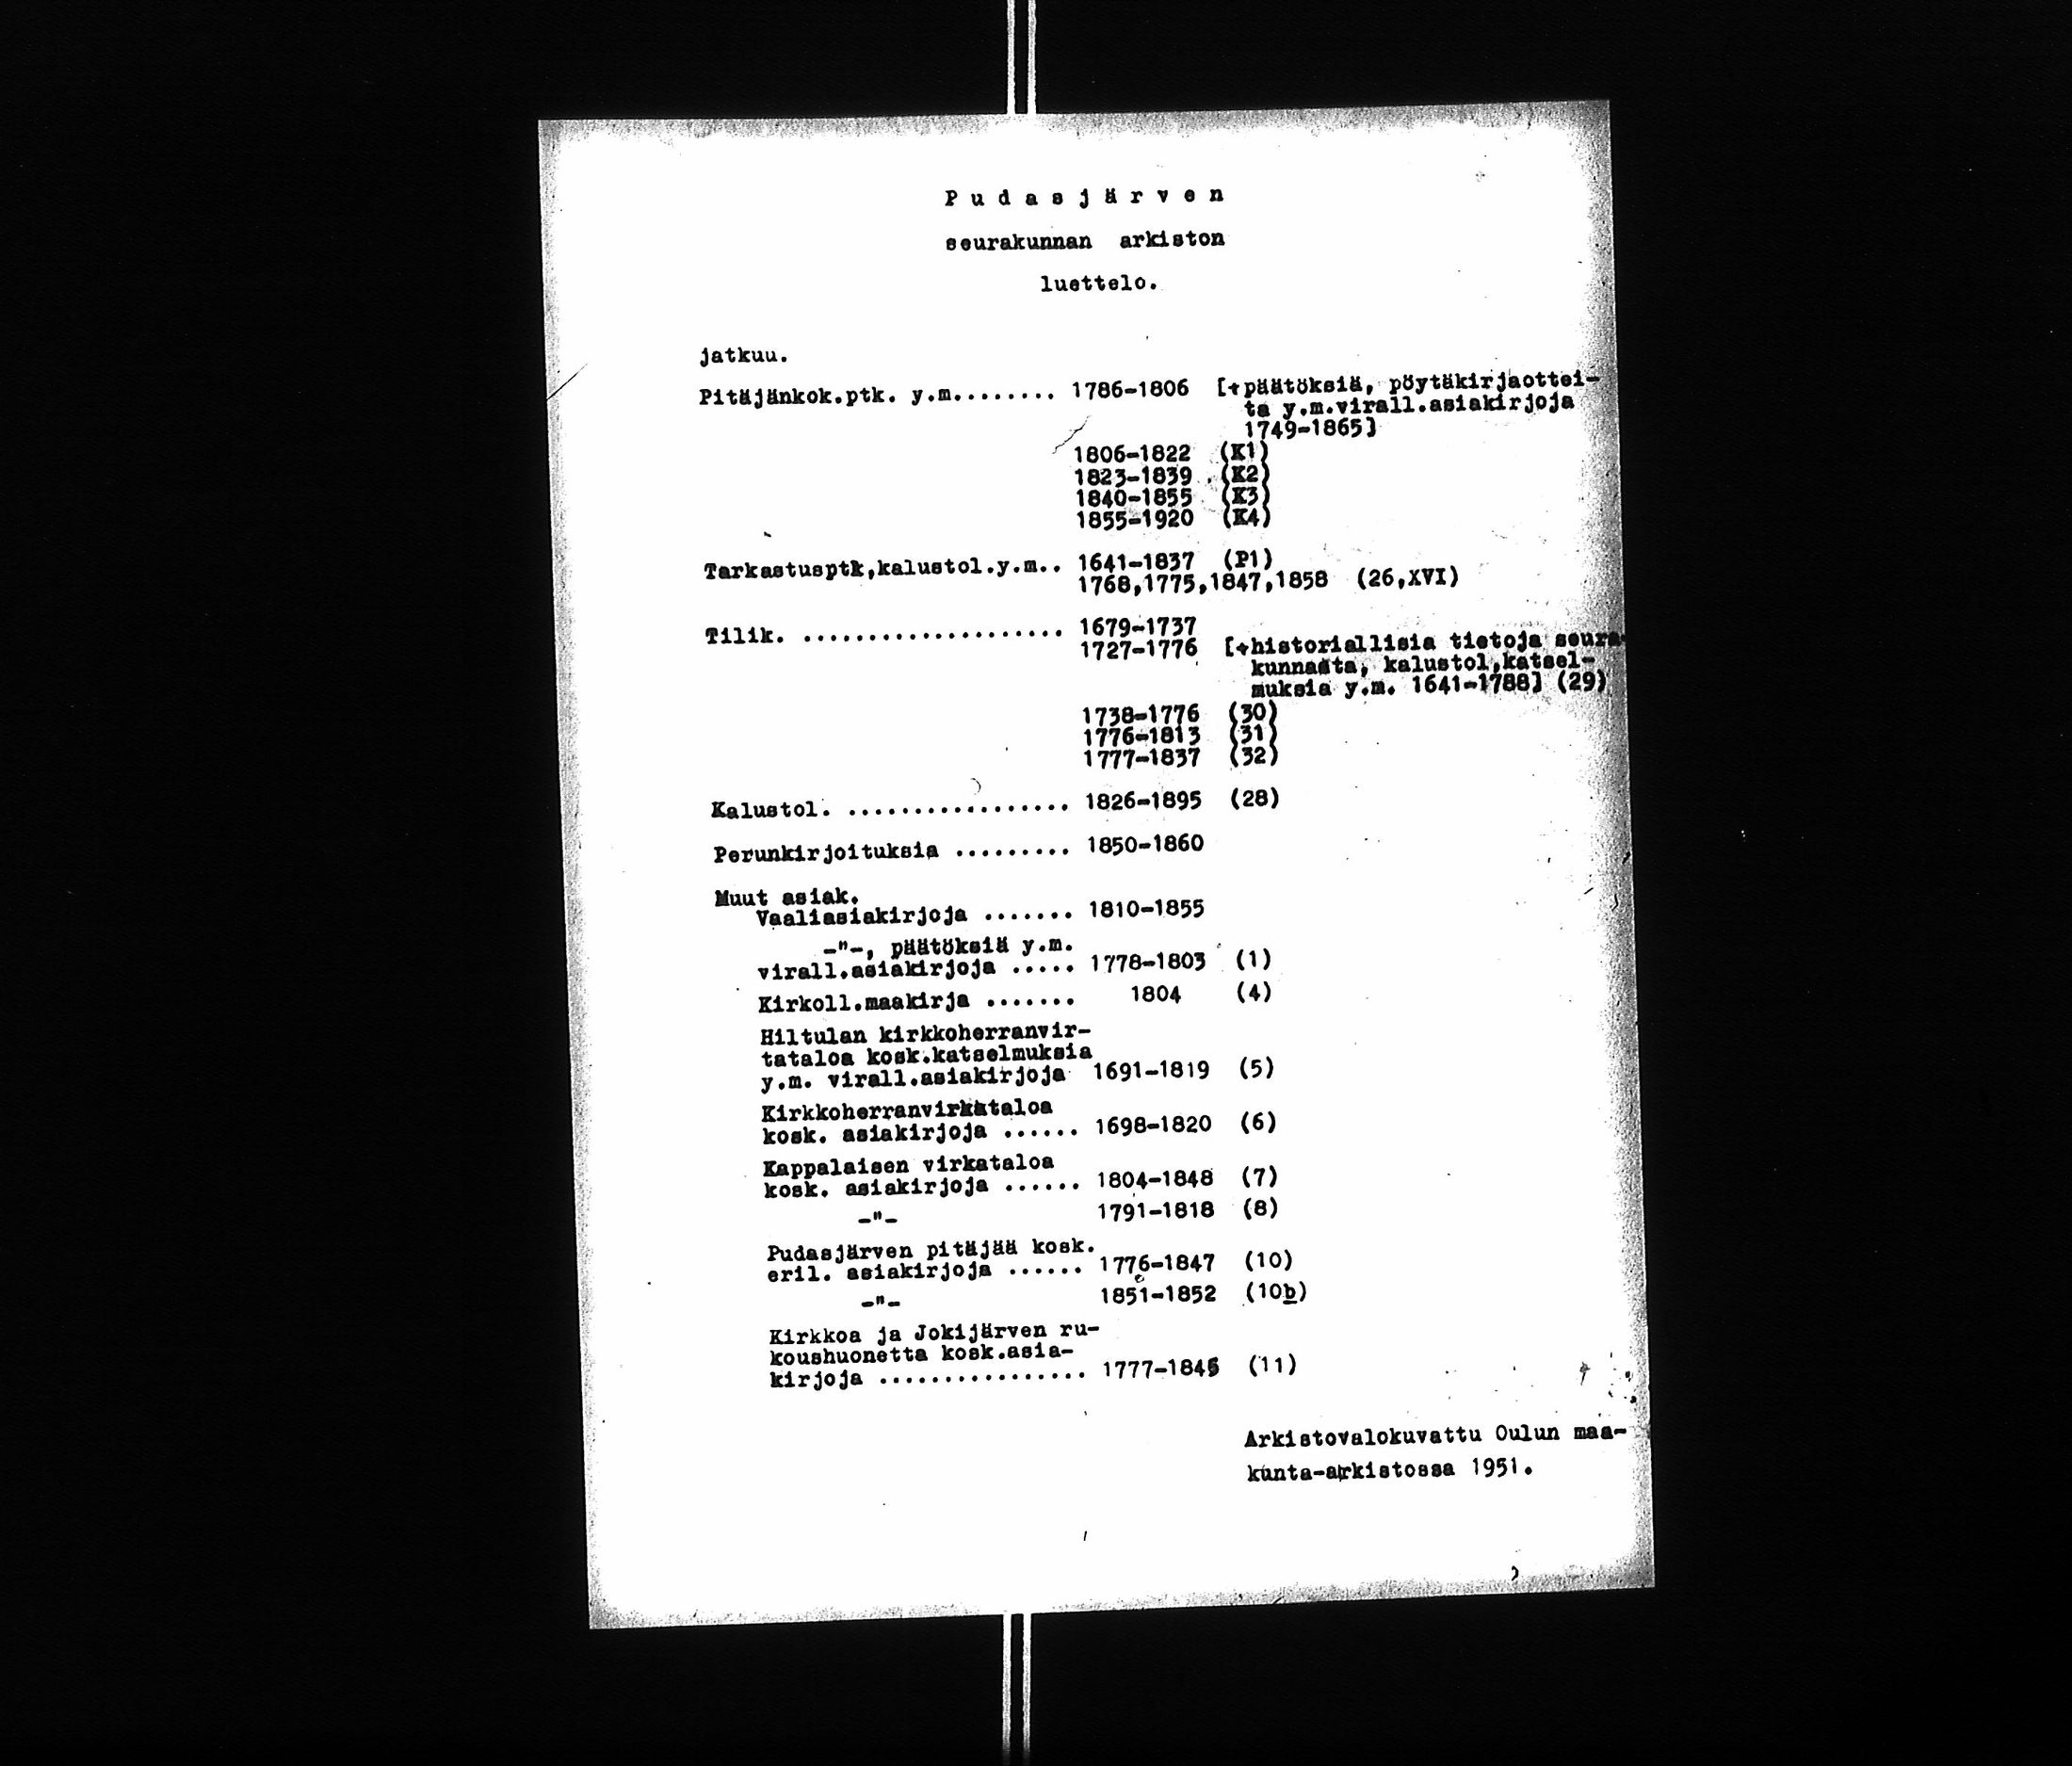 Pudasjärven
seurakunnan arkiston
luettelo.
jatkuu.
Pitäjänkok.ptk. y.m........ 1786-1806 [+päätöksiä, pöytäkirjaottei-
ta y.m.virall.asiakirjoja
1749-1865]
1806-1822 (K1)
1823-1839 (K2)
1840-1855 (K3)
1855-1920 (K4)
Tarkastusptk,kalustol.y.m.. 1641-1837 (P1)
1768,1775,1847,1858 (26,XVI)
Tilik. .................... 1679-1737
1727-1776 [+historiallisia tietoja seura-
kunnasta, kalustol,katsel-
muksia y.m. 1641-1788] (29)
1738-1776 (30)
1776-1813 (31)
1777-1837 (32)
Kalustol. ................. 1826-1895 (28)
Perunkirjoituksia ......... 1850-1860
Muut asiak.
Vaaliasiakirjoja ....... 1810-1855
-"-, päätöksiä y.m.
virall.asiakirjoja ..... 1778-1803 (1)
Kirkoll.maakirja ....... 1804 (4)
Hiltulan kirkkoherranvir-
tataloa kosk.katselmuksia
y.m. virall.asiakirjoja 1691-1819 (5)
Kirkkoherranvirkataloa
kosk. asiakirjoja ...... 1698-1820 (6)
Kappalaisen virkataloa
kosk. asiakirjoja ...... 1804-1848 (7)
-"- 1791-1818 (8)
Pudasjärven pitäjää kosk.
eril. asiakirjoja ...... 1776-1847 (10)
-"- 1851-1852 (10b)
Kirkkoa ja Jokijärven ru-
koushuonetta kosk.asia-
kirjoja ................ (11)
Arkistovalokuvattu Oulun maa-
kunta-arkistossa 1951.